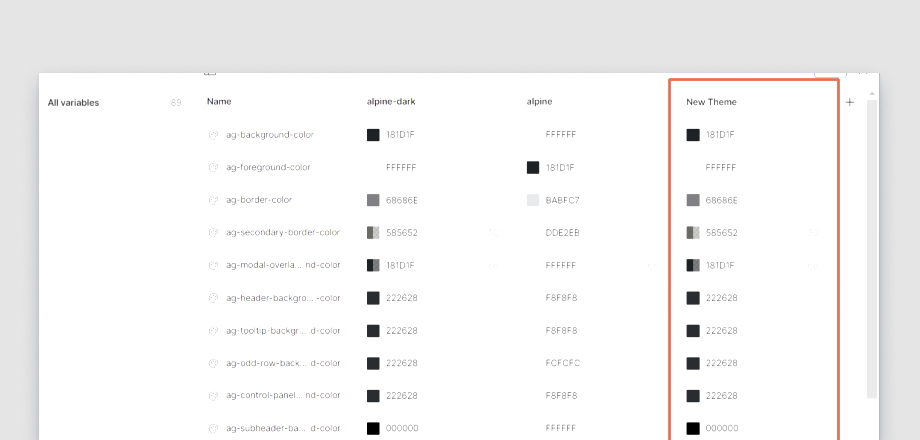 All variables 89 Name alpine-dark alpine New Theme
ag-background-color 181D1F FFFFFF 181D1F
ag-foreground-color FFFFFF 181D1F FFFFFF
ag-border-color 68686E BABFC7 68686E
ag-secondary-border-color 585652 DDE2EB 585652
ag-modal-overla... nd-color 181D1F FFFFFF 181D1F
ag-header-backgro... -color 222628 F8F8F8 222628
ag-tooltip-backgr... d-color 222628 F8F8F8 222628
ag-odd-row-back... d-color 222628 FCFCFC 222628
ag-control-panel... nd-color 222628 F8F8F8 222628
ag-subheader-ba... d-color 000000 FFFFFF 000000